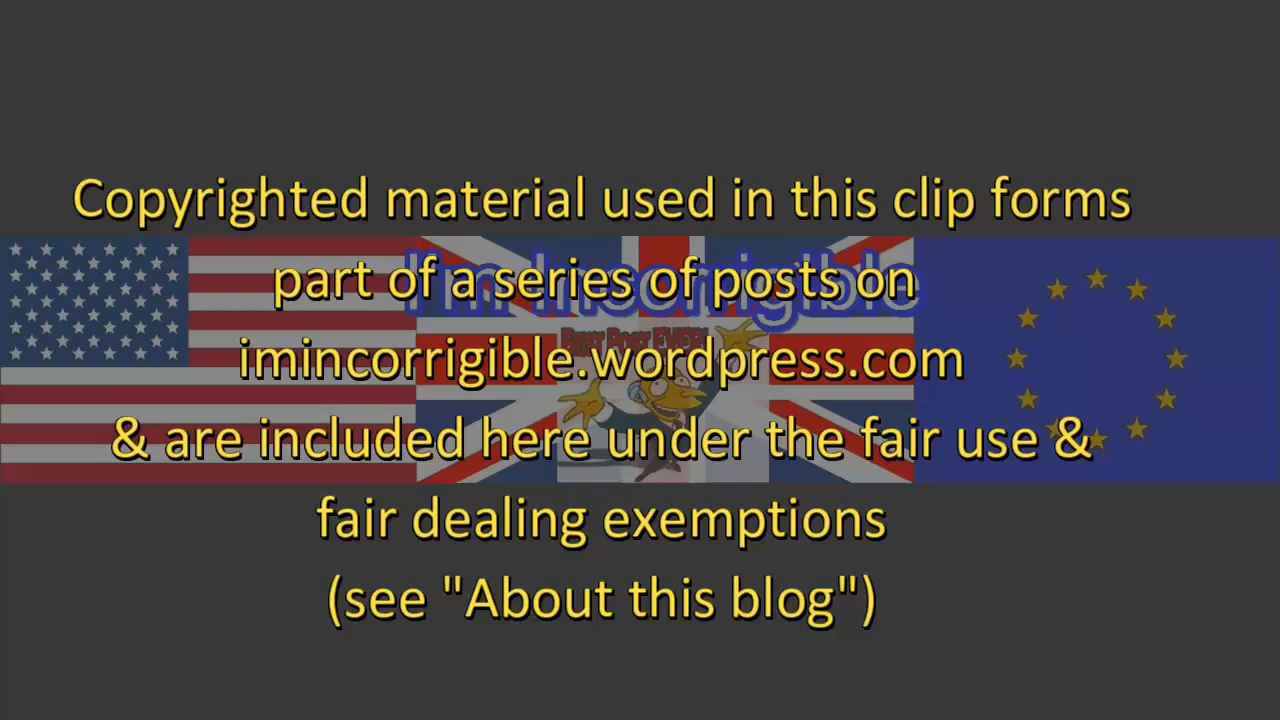 Copyrighted material used in this clip forms
part of a series of posts on
I'm Incorrigible
imincorrigible.wordpress.com
& are included here under the fair use &
fair dealing exemptions
(see "About this blog")